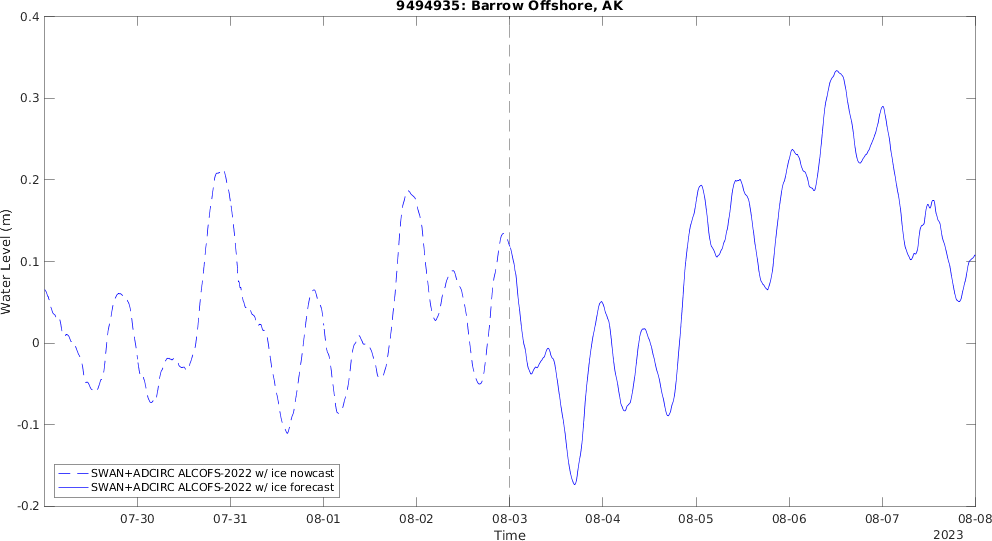 9494935: Barrow Offshore, AK
0.4
0.3
0.2
0.1
0
-0.1
-0.2
Water Level (m)
SWAN+ADCIRC ALCOFS-2022 w/ ice nowcast
SWAN+ADCIRC ALCOFS-2022 w/ ice forecast
07-30 07-31 08-01 08-02 08-03 08-04 08-05 08-06 08-07 08-08
Time
2023